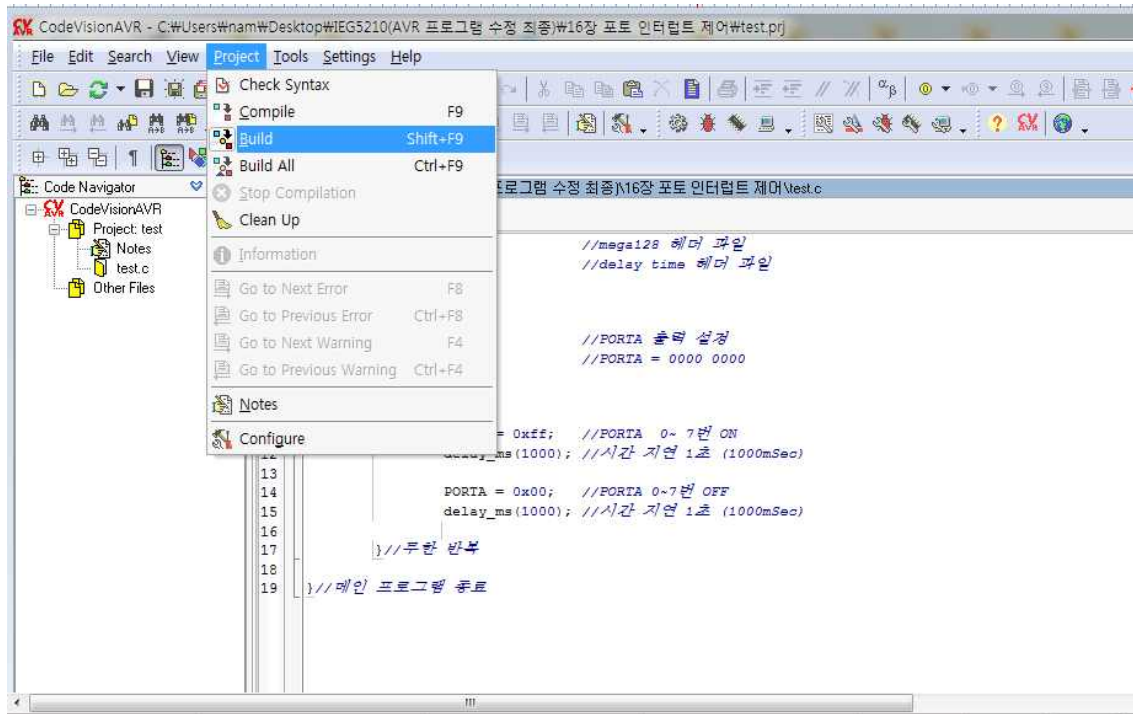 CodeVisionAVR - C:₩Users₩nam₩Desktop₩IEG5210(AVR 프로그램 수정 최종)₩16장 포토 인터럽트 제어₩test.prj
File Edit Search View Project Tools Settings Help
Check Syntax
Compile F9
Build Shift+F9
Build All Ctrl+F9
Stop Compilation
Clean Up
Information
Go to Next Error F8
Go to Previous Error Ctrl+F8
Go to Next Warning F4
Go to Previous Warning Ctrl+F4
Notes
Configure
Code Navigator
CodeVisionAVR
Project: test
Notes
test.c
Other Files
프로그램 수정 최종)\16장 포토 인터럽트 제어\test.c
//mega128 헤더 파일
//delay time 헤더 파일
//PORTA 출력 설정
//PORTA = 0000 0000
= 0xff; //PORTA 0~ 7번 ON
12 delay_ms(1000); //시간 지연 1초 (1000mSec)
13
14 PORTA = 0x00; //PORTA 0~7번 OFF
15 delay_ms(1000); //시간 지연 1초 (1000mSec)
16
17 }//무한 반복
18
19 }//메인 프로그램 종료